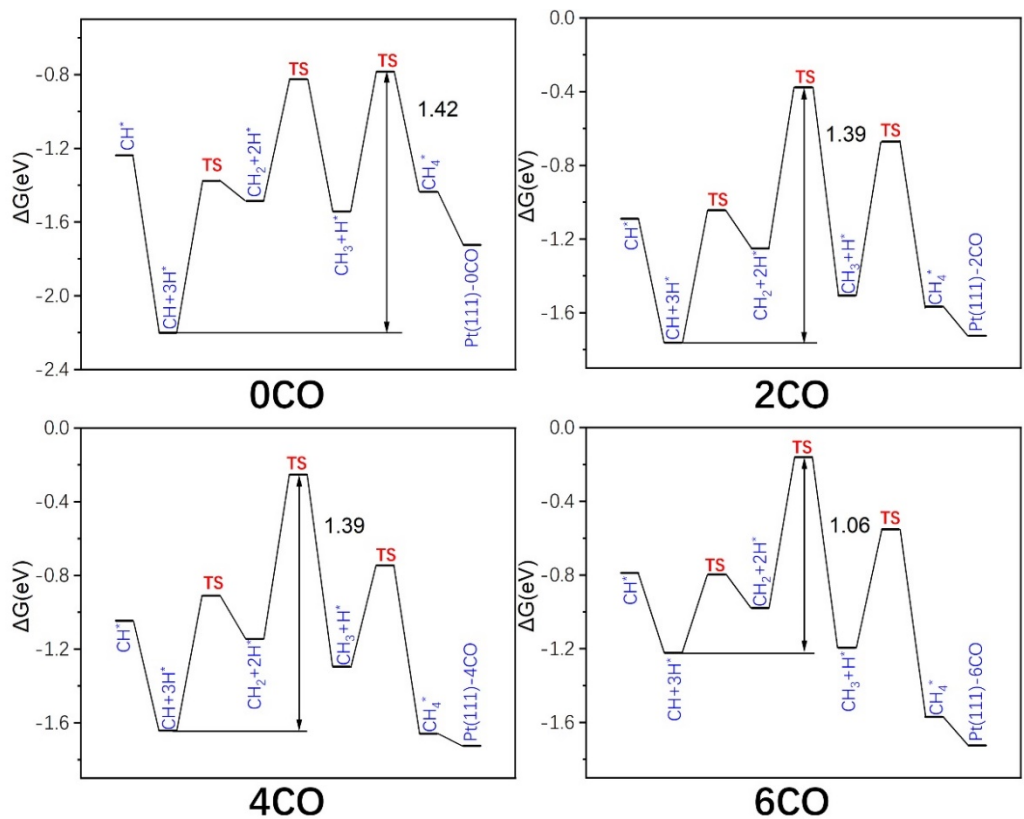 ΔG(eV)
-0.8
-1.2
-1.6
-2.0
-2.4
CH*
CH+3H*
TS
CH₂+2H*
TS
CH₃+H*
TS
1.42
CH₄*
Pt(111)-0CO
0CO
ΔG(eV)
0.0
-0.4
-0.8
-1.2
-1.6
CH*
CH+3H*
TS
CH₂+2H*
TS
1.39
CH₃+H*
TS
CH₄*
Pt(111)-2CO
2CO
ΔG(eV)
0.0
-0.4
-0.8
-1.2
-1.6
CH*
CH+3H*
TS
CH₂+2H*
TS
1.39
CH₃+H*
TS
CH₄*
Pt(111)-4CO
4CO
ΔG(eV)
0.0
-0.4
-0.8
-1.2
-1.6
CH*
CH+3H*
TS
CH₂+2H*
TS
1.06
CH₃+H*
TS
CH₄*
Pt(111)-6CO
6CO